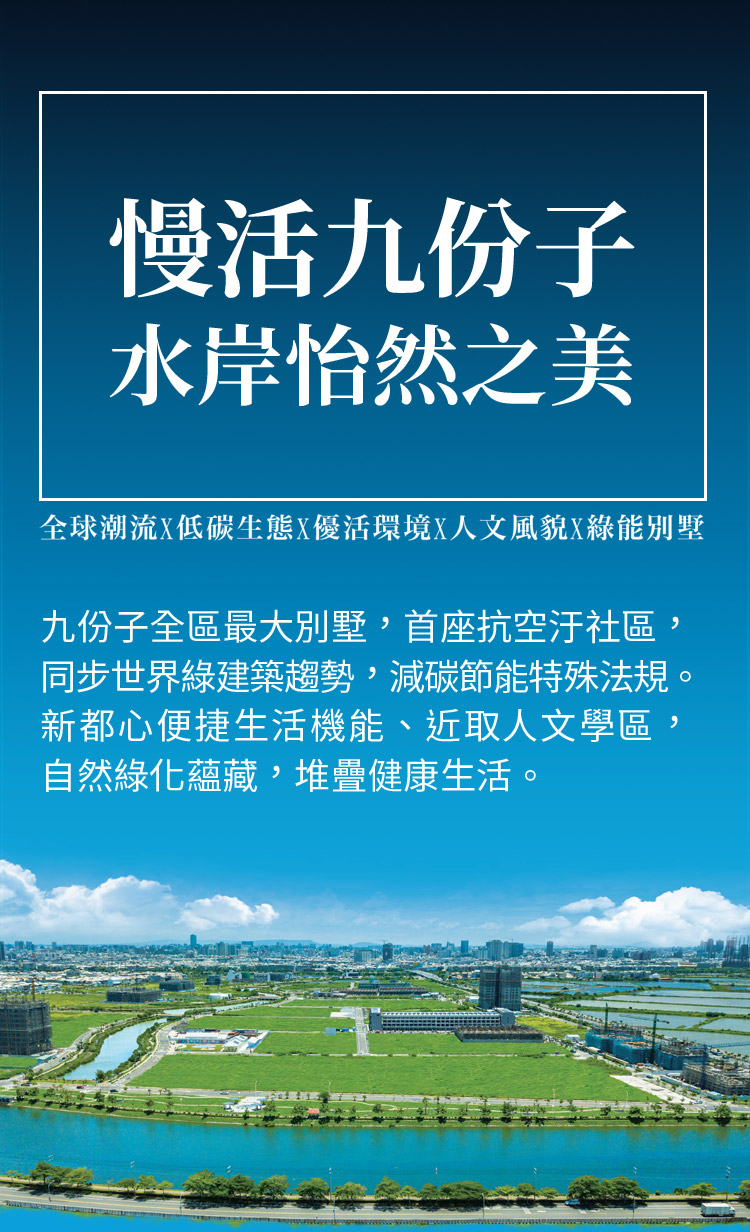 慢活九份子
水岸怡然之美
全球潮流X低碳生態X優活環境X人文風貌X綠能別墅
九份子全區最大別墅，首座抗空汙社區，
同步世界綠建築趨勢，減碳節能特殊法規。
新都心便捷生活機能、近取人文學區，
自然綠化蘊藏，堆疊健康生活。